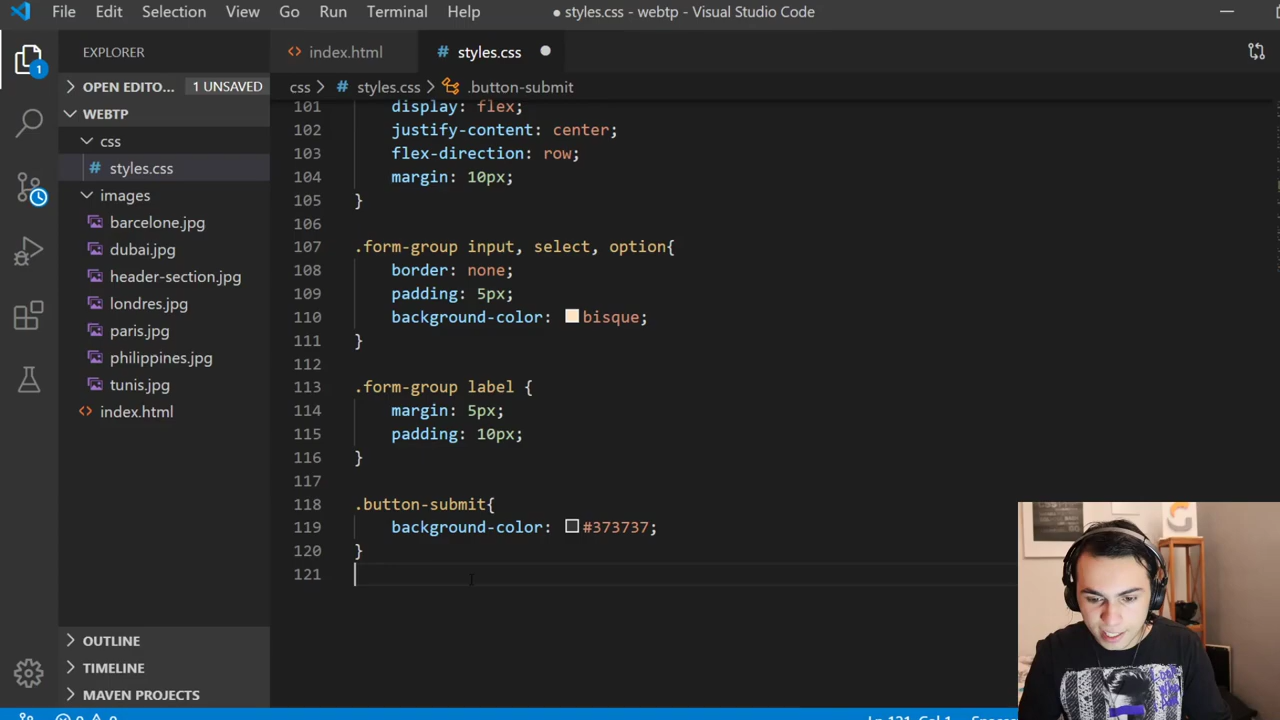 File Edit Selection View Go Run Terminal Help ● styles.css - webtp - Visual Studio Code
EXPLORER
index.html # styles.css ●
OPEN EDITO... 1 UNSAVED
css > # styles.css > .button-submit
WEBTP
css
# styles.css
images
barcelone.jpg
dubai.jpg
header-section.jpg
londres.jpg
paris.jpg
philippines.jpg
tunis.jpg
<> index.html
OUTLINE
TIMELINE
MAVEN PROJECTS
1
101 display: flex;
102 justify-content: center;
103 flex-direction: row;
104 margin: 10px;
105 }
106
107 .form-group input, select, option{
108 border: none;
109 padding: 5px;
110 background-color: bisque;
111 }
112
113 .form-group label {
114 margin: 5px;
115 padding: 10px;
116 }
117
118 .button-submit{
119 background-color: #373737;
120 }
121